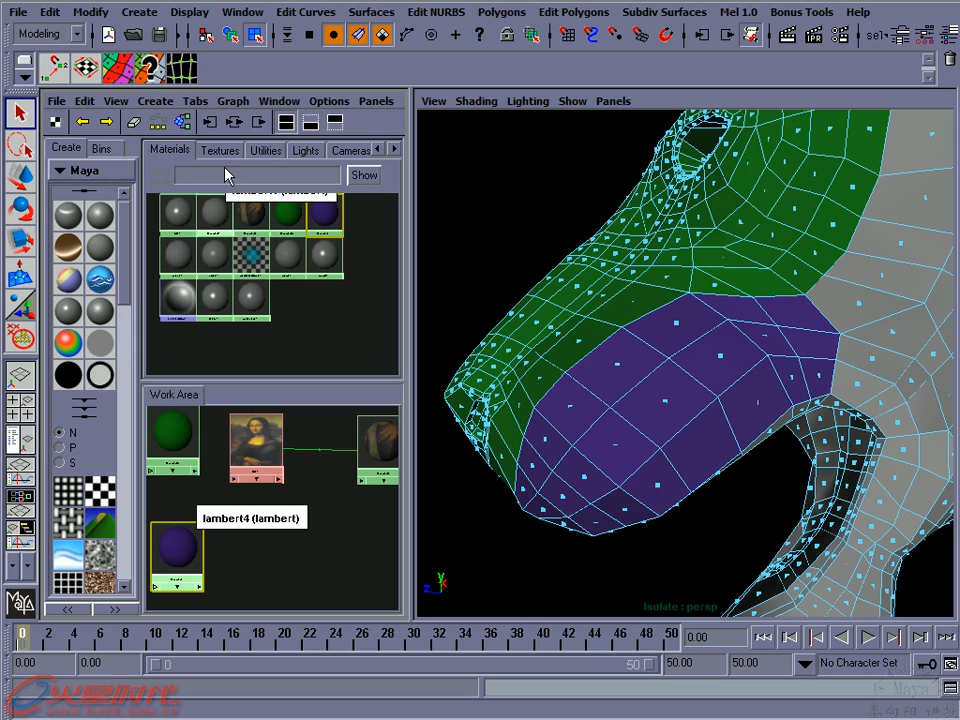 File Edit Modify Create Display Window Edit Curves Surfaces Edit NURBS Polygons Edit Polygons Subdiv Surfaces Mel 1.0 Bonus Tools Help
Modeling
sel
File Edit View Create Tabs Graph Window Options Panels
View Shading Lighting Show Panels
Create Bins
Materials Textures Utilities Lights Cameras
Maya
Show
Work Area
lambert4 (lambert)
N
P
S
Isolate : persp
y
z
0 2 4 6 8 10 12 14 16 18 20 22 24 26 28 30 32 34 36 38 40 42 44 46 48 50
0.00
0.00 0.00 0 50 50.00 50.00 No Character Set
火星时代